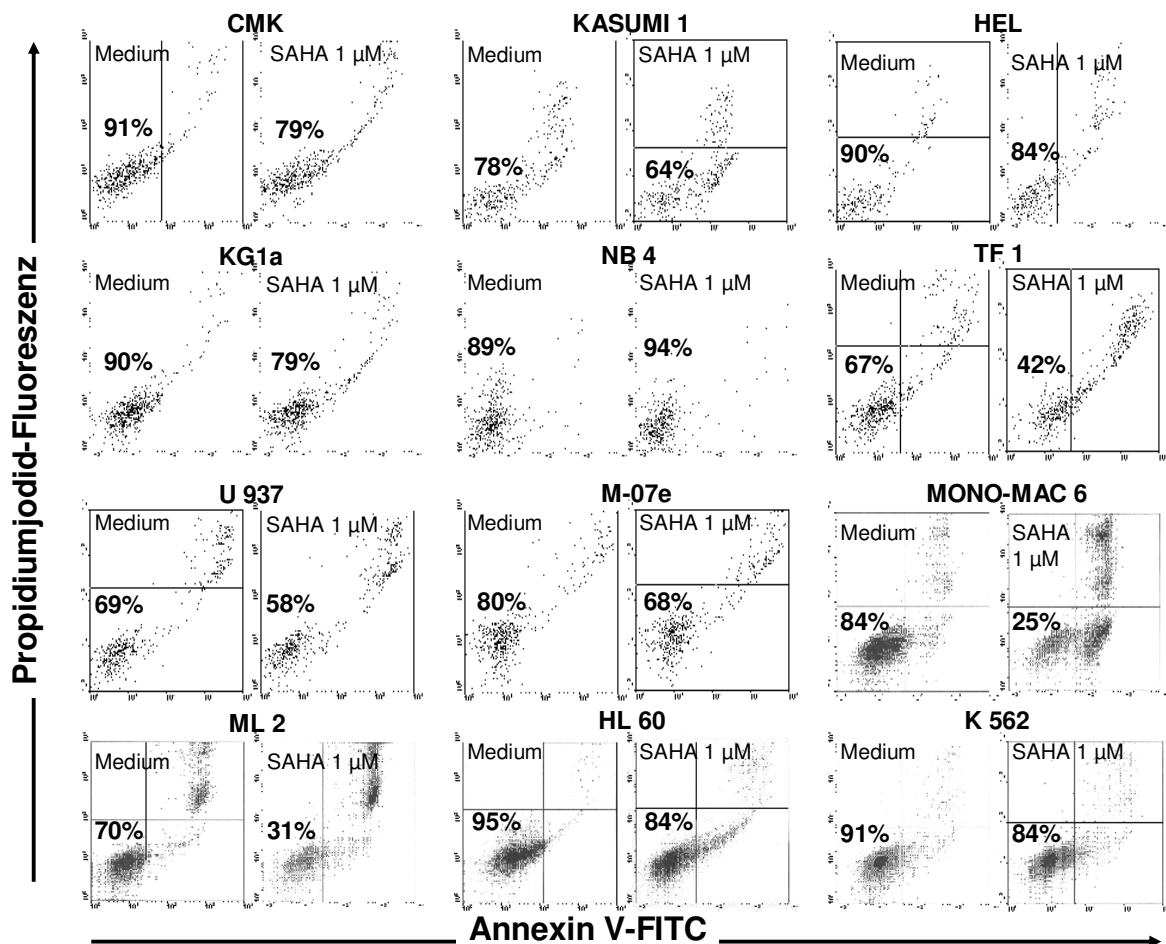 CMK
KASUMI 1
HEL
Medium
SAHA 1 µM
Medium
SAHA 1 µM
Medium
SAHA 1 µM
91%
79%
78%
64%
90%
84%
KG1a
NB 4
TF 1
Medium
SAHA 1 µM
Medium
SAHA 1 µM
Medium
SAHA 1 µM
90%
79%
89%
94%
67%
42%
U 937
M-07e
MONO-MAC 6
Medium
SAHA 1 µM
Medium
SAHA 1 µM
Medium
SAHA
1 µM
69%
58%
80%
68%
84%
25%
ML 2
HL 60
K 562
Medium
SAHA 1 µM
Medium
SAHA 1 µM
Medium
SAHA 1 µM
70%
31%
95%
84%
91%
84%
Propidiumjodid-Fluoreszenz
Annexin V-FITC